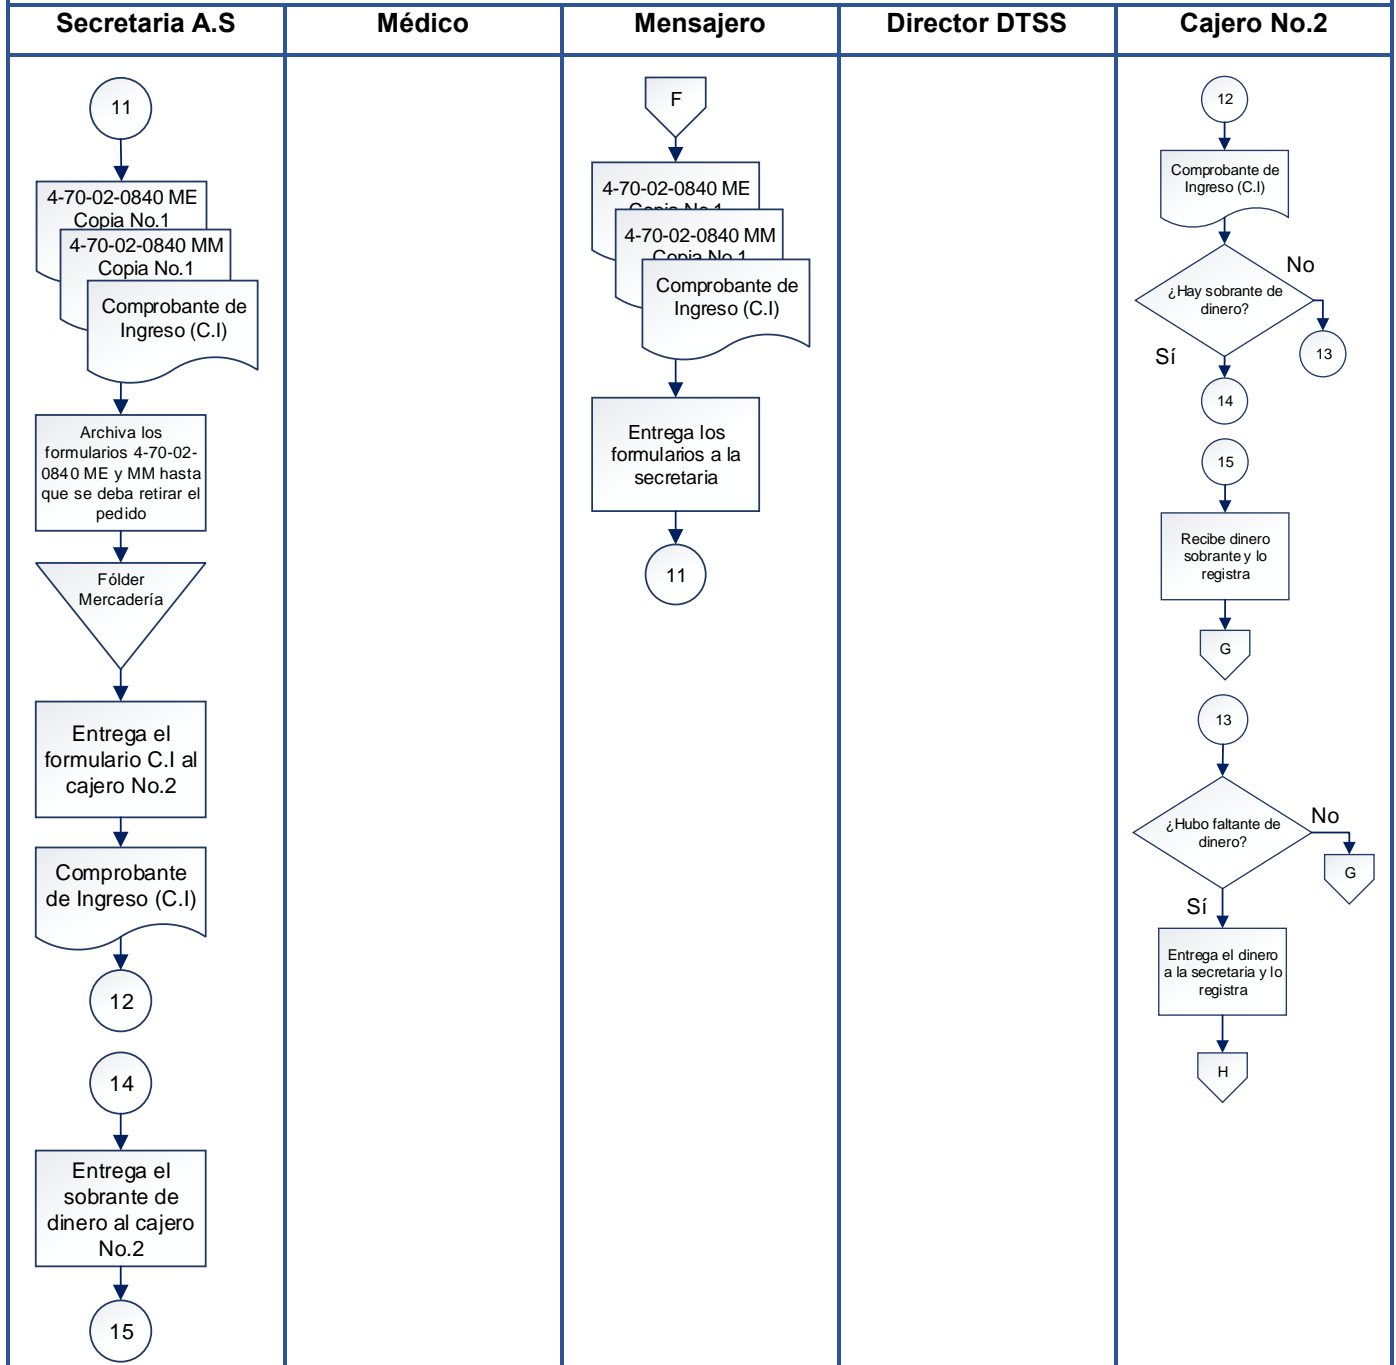 Secretaria A.S
Médico
Mensajero
Director DTSS
Cajero No.2
11
4-70-02-0840 ME
Copia No.1
4-70-02-0840 MM
Copia No.1
Comprobante de
Ingreso (C.I)
Archiva los
formularios 4-70-02-
0840 ME y MM hasta
que se deba retirar el
pedido
Fólder
Mercadería
Entrega el
formulario C.I al
cajero No.2
Comprobante
de Ingreso (C.I)
12
14
Entrega el
sobrante de
dinero al cajero
No.2
15
F
4-70-02-0840 ME
Copia No.1
4-70-02-0840 MM
Copia No.1
Comprobante de
Ingreso (C.I)
Entrega los
formularios a la
secretaria
11
12
Comprobante de
Ingreso (C.I)
¿Hay sobrante de
dinero?
No
13
Sí
14
15
Recibe dinero
sobrante y lo
registra
G
13
¿Hubo faltante de
dinero?
No
G
Sí
Entrega el dinero
a la secretaria y lo
registra
H